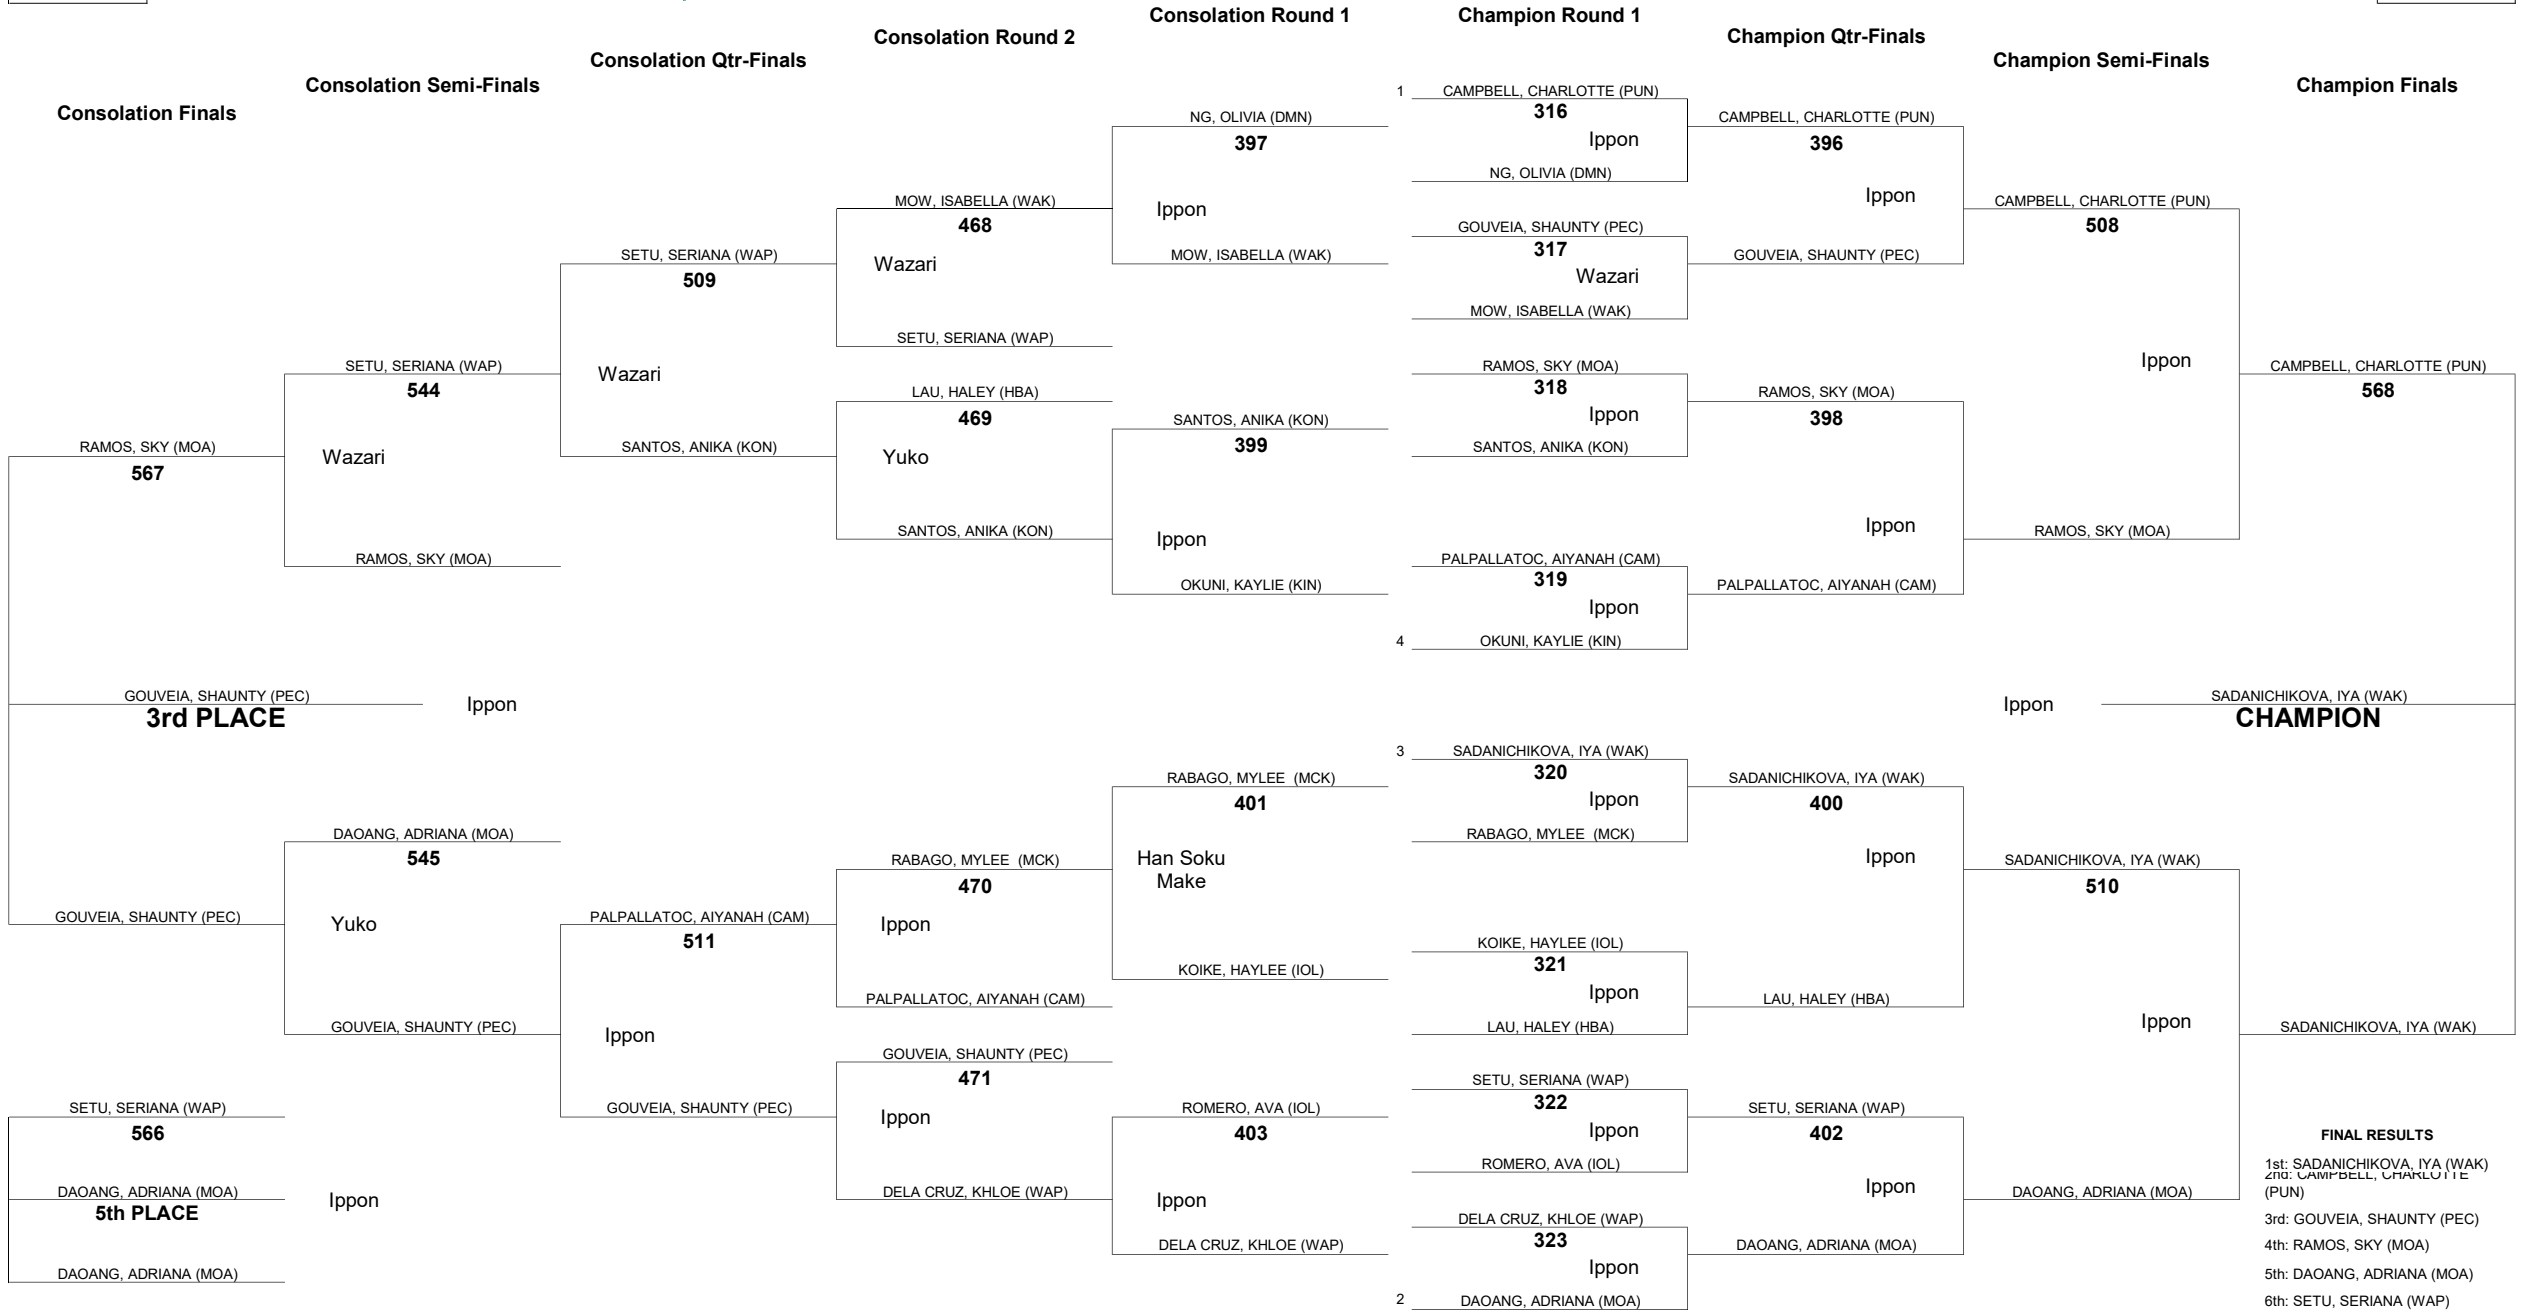 Consolation Round 1
Champion Round 1
Consolation Round 2
Champion Qtr-Finals
Consolation Qtr-Finals
Champion Semi-Finals
Consolation Semi-Finals
Champion Finals
Consolation Finals
RAMOS, SKY (MOA)
567
GOUVEIA, SHAUNTY (PEC)
3rd PLACE
Ippon
GOUVEIA, SHAUNTY (PEC)
SETU, SERIANA (WAP)
566
DAOANG, ADRIANA (MOA)
5th PLACE
Ippon
DAOANG, ADRIANA (MOA)
SETU, SERIANA (WAP)
544
Wazari
RAMOS, SKY (MOA)
DAOANG, ADRIANA (MOA)
545
Yuko
GOUVEIA, SHAUNTY (PEC)
SETU, SERIANA (WAP)
509
Wazari
SANTOS, ANIKA (KON)
PALPALLATOC, AIYANAH (CAM)
511
Ippon
GOUVEIA, SHAUNTY (PEC)
MOW, ISABELLA (WAK)
468
Wazari
SETU, SERIANA (WAP)
LAU, HALEY (HBA)
469
Yuko
SANTOS, ANIKA (KON)
RABAGO, MYLEE (MCK)
470
Ippon
PALPALLATOC, AIYANAH (CAM)
GOUVEIA, SHAUNTY (PEC)
471
Ippon
DELA CRUZ, KHLOE (WAP)
NG, OLIVIA (DMN)
397
Ippon
MOW, ISABELLA (WAK)
SANTOS, ANIKA (KON)
399
Ippon
OKUNI, KAYLIE (KIN)
RABAGO, MYLEE (MCK)
401
Han Soku
Make
KOIKE, HAYLEE (IOL)
ROMERO, AVA (IOL)
403
Ippon
DELA CRUZ, KHLOE (WAP)
1 CAMPBELL, CHARLOTTE (PUN)
316
Ippon
NG, OLIVIA (DMN)
GOUVEIA, SHAUNTY (PEC)
317
Wazari
MOW, ISABELLA (WAK)
RAMOS, SKY (MOA)
318
Ippon
SANTOS, ANIKA (KON)
PALPALLATOC, AIYANAH (CAM)
319
Ippon
4 OKUNI, KAYLIE (KIN)
3 SADANICHIKOVA, IYA (WAK)
320
Ippon
RABAGO, MYLEE (MCK)
KOIKE, HAYLEE (IOL)
321
Ippon
LAU, HALEY (HBA)
SETU, SERIANA (WAP)
322
Ippon
ROMERO, AVA (IOL)
DELA CRUZ, KHLOE (WAP)
323
Ippon
2 DAOANG, ADRIANA (MOA)
CAMPBELL, CHARLOTTE (PUN)
396
Ippon
GOUVEIA, SHAUNTY (PEC)
RAMOS, SKY (MOA)
398
Ippon
PALPALLATOC, AIYANAH (CAM)
SADANICHIKOVA, IYA (WAK)
400
Ippon
LAU, HALEY (HBA)
SETU, SERIANA (WAP)
402
Ippon
DAOANG, ADRIANA (MOA)
CAMPBELL, CHARLOTTE (PUN)
508
Ippon
RAMOS, SKY (MOA)
SADANICHIKOVA, IYA (WAK)
510
Ippon
DAOANG, ADRIANA (MOA)
CAMPBELL, CHARLOTTE (PUN)
568
Ippon
SADANICHIKOVA, IYA (WAK)
CHAMPION
SADANICHIKOVA, IYA (WAK)
FINAL RESULTS
1st: SADANICHIKOVA, IYA (WAK)
2nd: CAMPBELL, CHARLOTTE
(PUN)
3rd: GOUVEIA, SHAUNTY (PEC)
4th: RAMOS, SKY (MOA)
5th: DAOANG, ADRIANA (MOA)
6th: SETU, SERIANA (WAP)